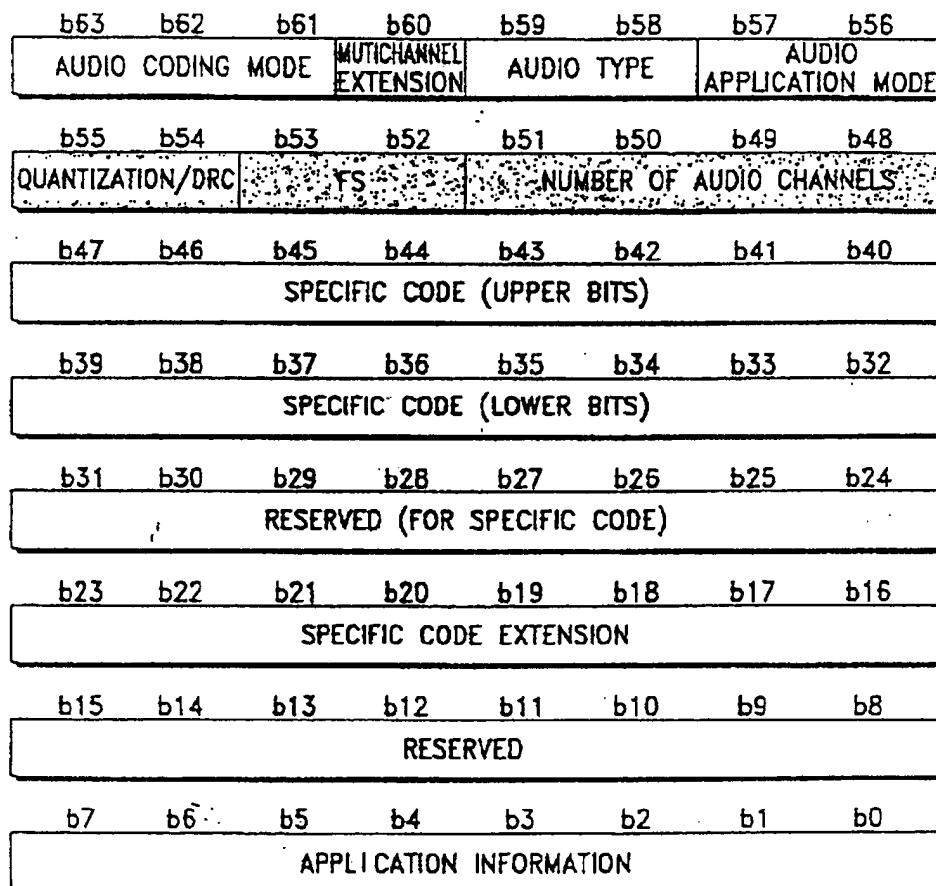 b63 b62 b61 b60 b59 b58 b57 b56
AUDIO CODING MODE
MUTICHANNEL
EXTENSION
AUDIO TYPE
AUDIO
APPLICATION MODE
b55 b54 b53 b52 b51 b50 b49 b48
QUANTIZATION/DRC FS NUMBER OF AUDIO CHANNELS
b47 b46 b45 b44 b43 b42 b41 b40
SPECIFIC CODE (UPPER BITS)
b39 b38 b37 b36 b35 b34 b33 b32
SPECIFIC CODE (LOWER BITS)
b31 b30 b29 b28 b27 b26 b25 b24
RESERVED (FOR SPECIFIC CODE)
b23 b22 b21 b20 b19 b18 b17 b16
SPECIFIC CODE EXTENSION
b15 b14 b13 b12 b11 b10 b9 b8
RESERVED
b7 b6 b5 b4 b3 b2 b1 b0
APPLICATION INFORMATION